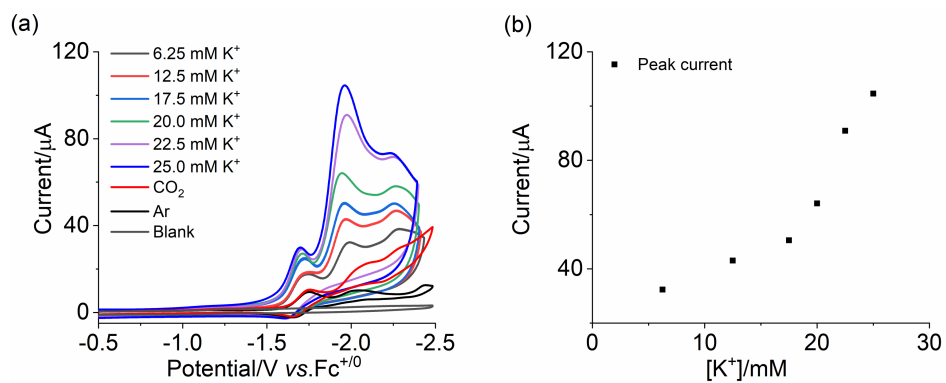 (a)
120
80
40
0
Current/µA
6.25 mM K⁺
12.5 mM K⁺
17.5 mM K⁺
20.0 mM K⁺
22.5 mM K⁺
25.0 mM K⁺
CO₂
Ar
Blank
-0.5 -1.0 -1.5 -2.0 -2.5
Potential/V vs.Fc⁺/⁰
(b)
120
80
40
Current/µA
Peak current
0 10 20 30
[K⁺]/mM